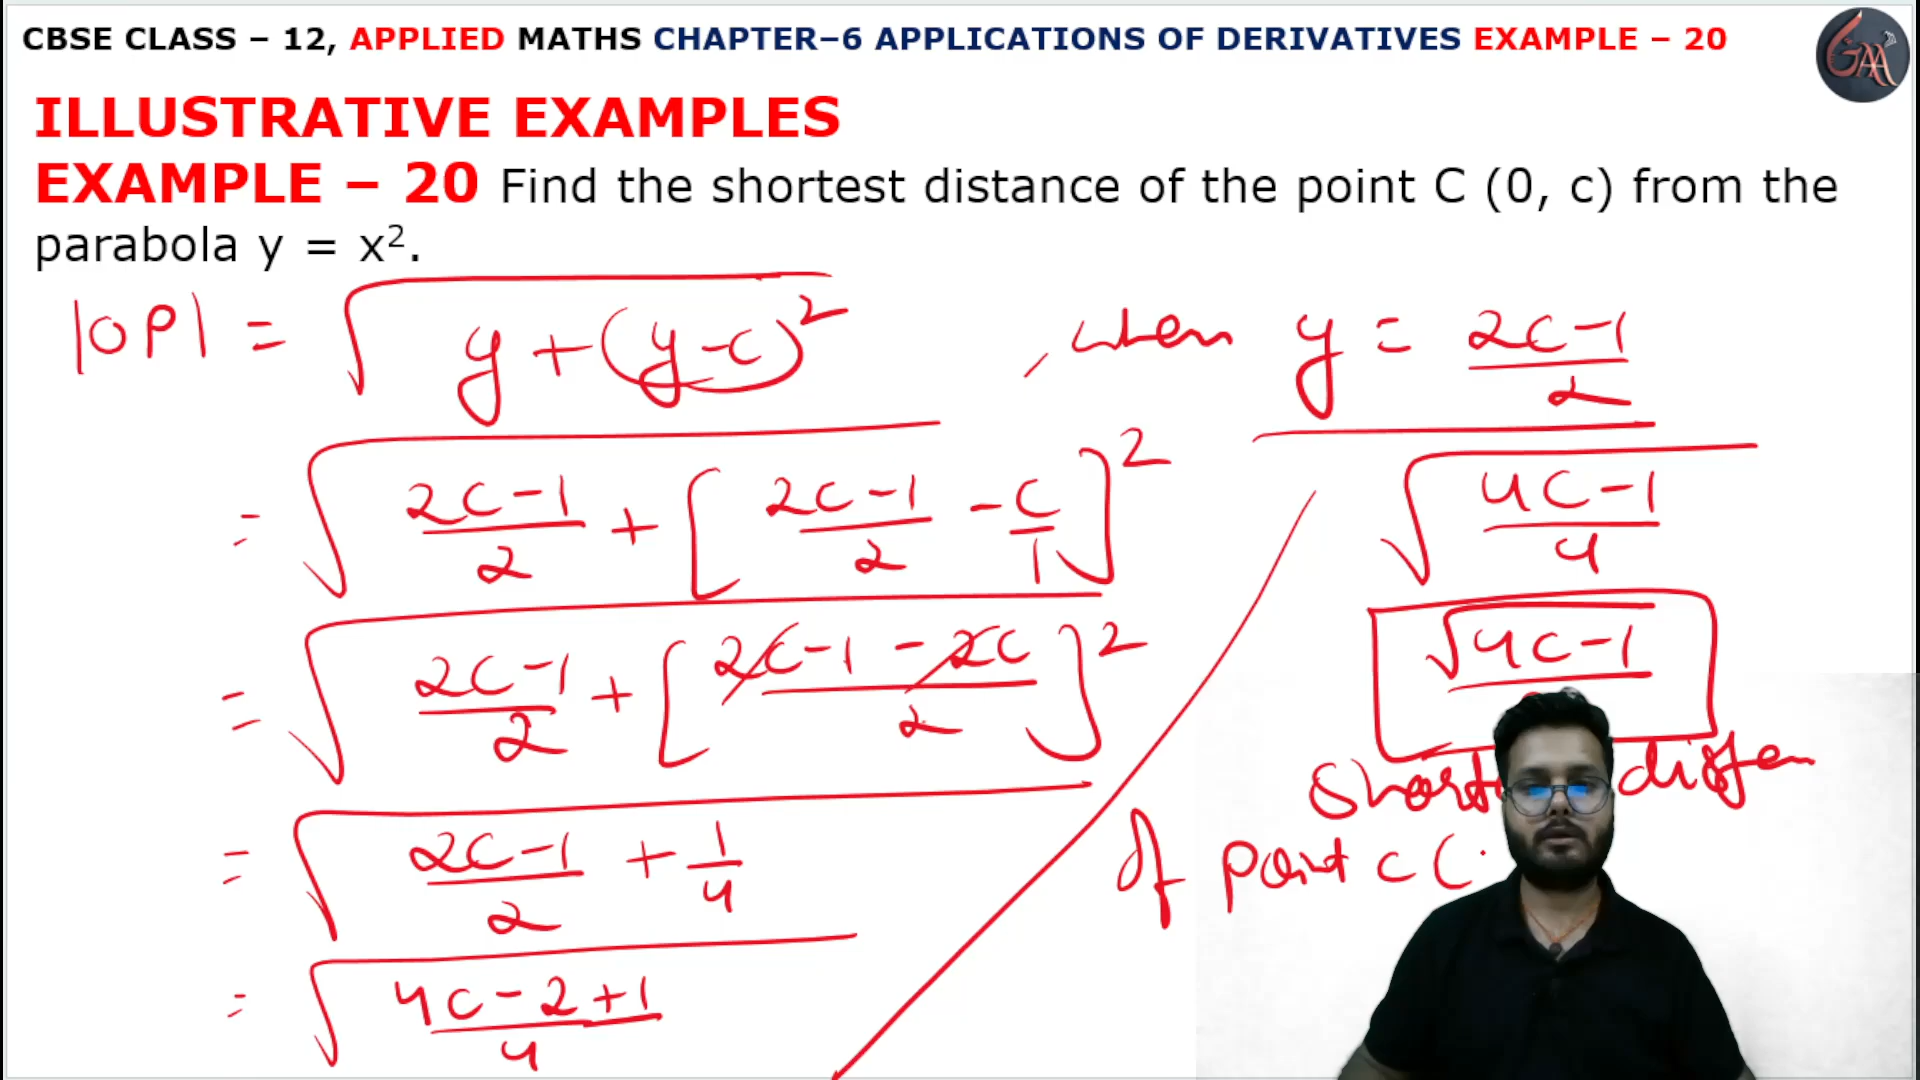 CBSE CLASS – 12, APPLIED MATHS CHAPTER–6 APPLICATIONS OF DERIVATIVES EXAMPLE – 20
ILLUSTRATIVE EXAMPLES
EXAMPLE – 20 Find the shortest distance of the point C (0, c) from the
parabola y = x².
|OP| = √(y + (y-c)²) , when y = (2c-1)/2
= √((2c-1)/2 + [(2c-1)/2 - c/1]²)
= √((2c-1)/2 + [(2c-1-2c)/2]²)
= √((2c-1)/2 + 1/4)
= √((4c-2+1)/4)
√((4c-1)/4)
√(4c-1)
of point c (